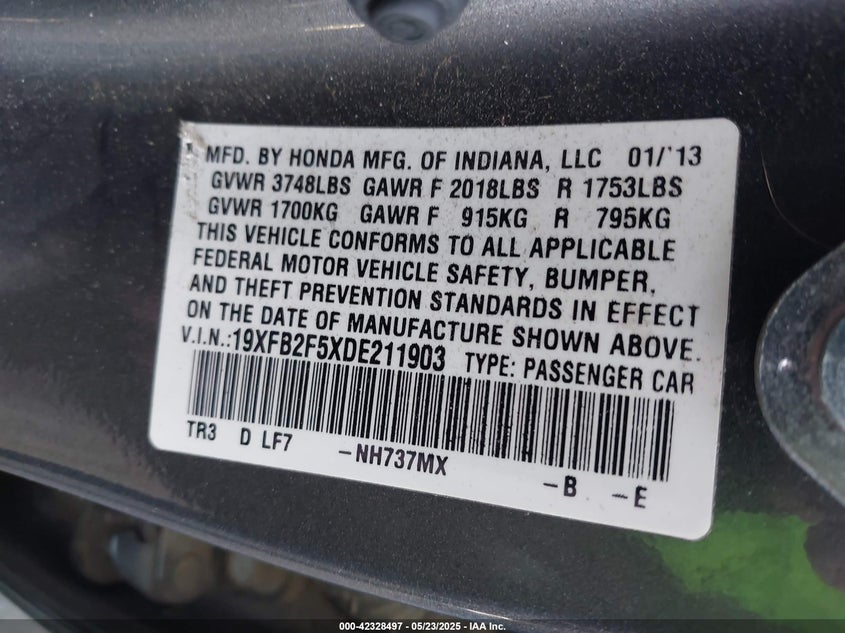 MFD. BY HONDA MFG. OF INDIANA, LLC 01/'13
GVWR 3748LBS GAWR F 2018LBS R 1753LBS
GVWR 1700KG GAWR F 915KG R 795KG
THIS VEHICLE CONFORMS TO ALL APPLICABLE
FEDERAL MOTOR VEHICLE SAFETY, BUMPER,
AND THEFT PREVENTION STANDARDS IN EFFECT
ON THE DATE OF MANUFACTURE SHOWN ABOVE.
V.I.N.:19XFB2F5XDE211903 TYPE: PASSENGER CAR
TR3 D LF7 -NH737MX -B -E
000-42328497 - 05/23/2025 - IAA Inc.